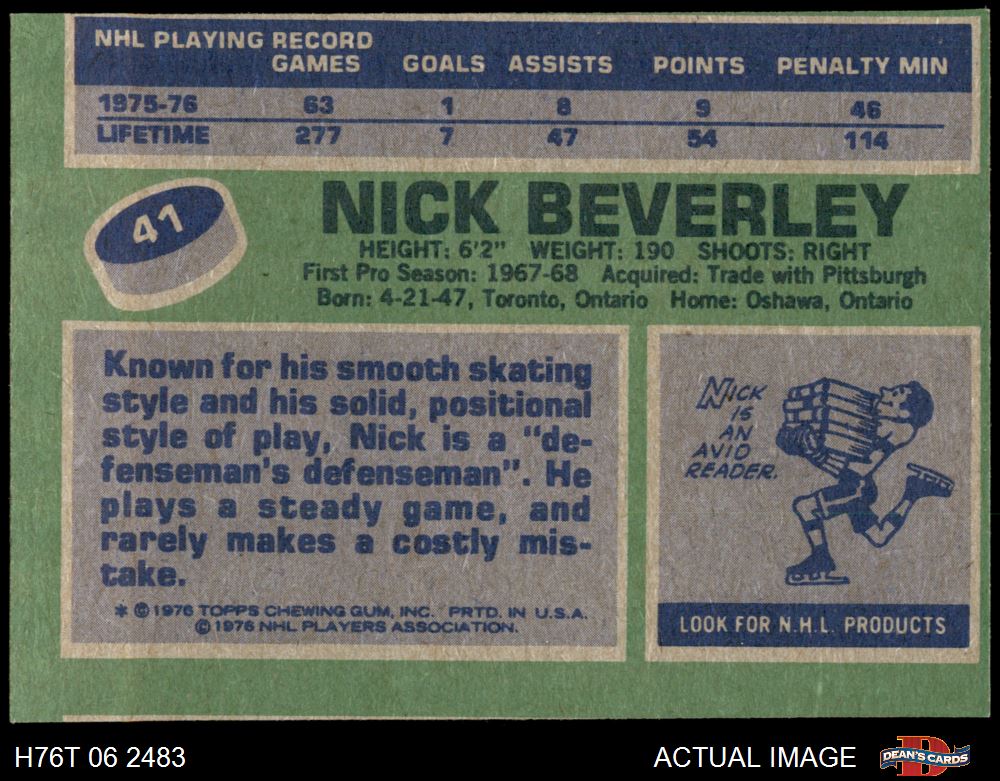 NHL PLAYING RECORD
GAMES GOALS ASSISTS POINTS PENALTY MIN
1975-76 63 1 8 9 46
LIFETIME 277 7 47 54 114
41
NICK BEVERLEY
HEIGHT: 6'2" WEIGHT: 190 SHOOTS: RIGHT
First Pro Season: 1967-68 Acquired: Trade with Pittsburgh
Born: 4-21-47, Toronto, Ontario Home: Oshawa, Ontario
Known for his smooth skating
style and his solid, positional
style of play, Nick is a "de-
fenseman's defenseman". He
plays a steady game, and
rarely makes a costly mis-
take.
* © 1976 TOPPS CHEWING GUM, INC. PRTD. IN U.S.A.
© 1976 NHL PLAYERS ASSOCIATION.
NICK
IS
AN
AVID
READER.
LOOK FOR N.H.L. PRODUCTS
H76T 06 2483
ACTUAL IMAGE
DEAN'S CARDS